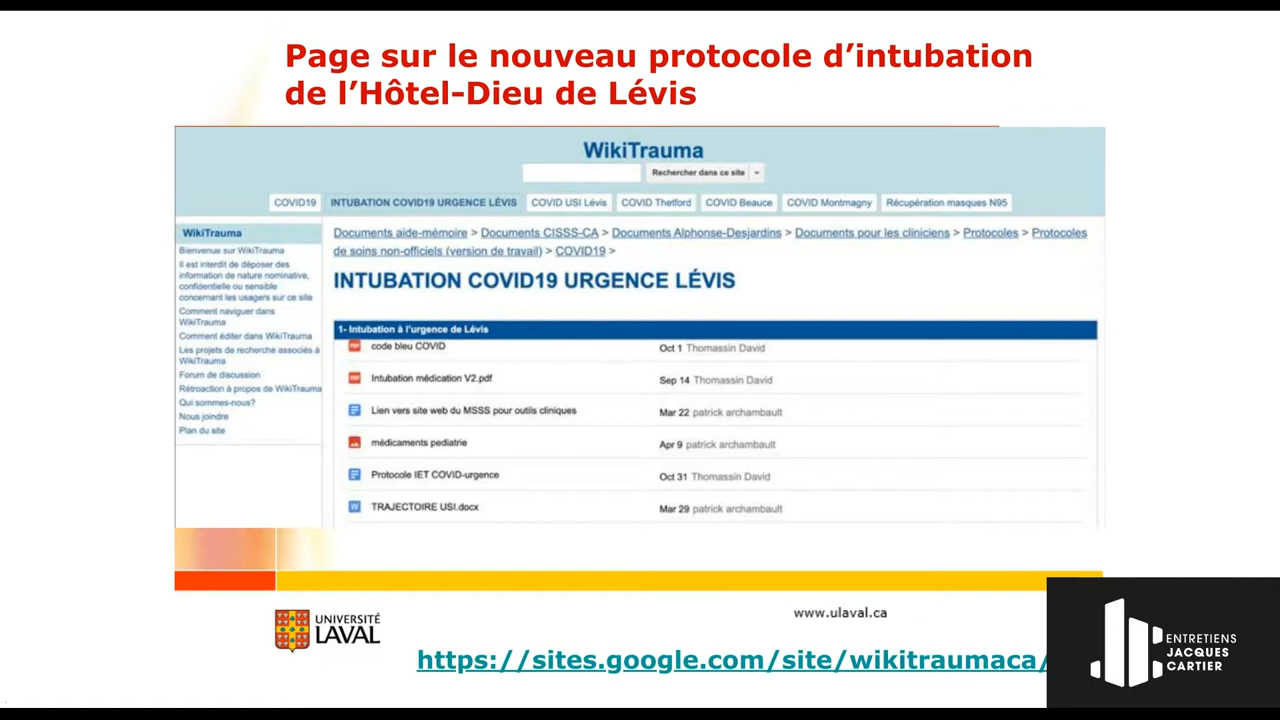 Page sur le nouveau protocole d’intubation
de l’Hôtel-Dieu de Lévis
WikiTrauma
Rechercher dans ce site
COVID19
INTUBATION COVID19 URGENCE LÉVIS
COVID USI Lévis
COVID Thetford
COVID Beauce
COVID Montmagny
Récupération masques N95
WikiTrauma
Bienvenue sur WikiTrauma
Il est interdit de déposer des
information de nature nominative,
confidentielle ou sensible
concernant les usagers sur ce site
Comment naviguer dans
WikiTrauma
Comment éditer dans WikiTrauma
Les projets de recherche associés à
WikiTrauma
Forum de discussion
Rétroaction à propos de WikiTrauma
Qui sommes-nous?
Nous joindre
Plan du site
Documents aide-mémoire > Documents CISSS-CA > Documents Alphonse-Desjardins > Documents pour les cliniciens > Protocoles > Protocoles
de soins non-officiels (version de travail) > COVID19 >
INTUBATION COVID19 URGENCE LÉVIS
1- Intubation à l'urgence de Lévis
code bleu COVID Oct 1 Thomassin David
Intubation médication V2.pdf Sep 14 Thomassin David
Lien vers site web du MSSS pour outils cliniques Mar 22 patrick archambault
médicaments pediatrie Apr 9 patrick archambault
Protocole IET COVID-urgence Oct 31 Thomassin David
TRAJECTOIRE USI.docx Mar 29 patrick archambault
UNIVERSITÉ
LAVAL
www.ulaval.ca
https://sites.google.com/site/wikitraumaca/
ENTRETIENS
JACQUES
CARTIER